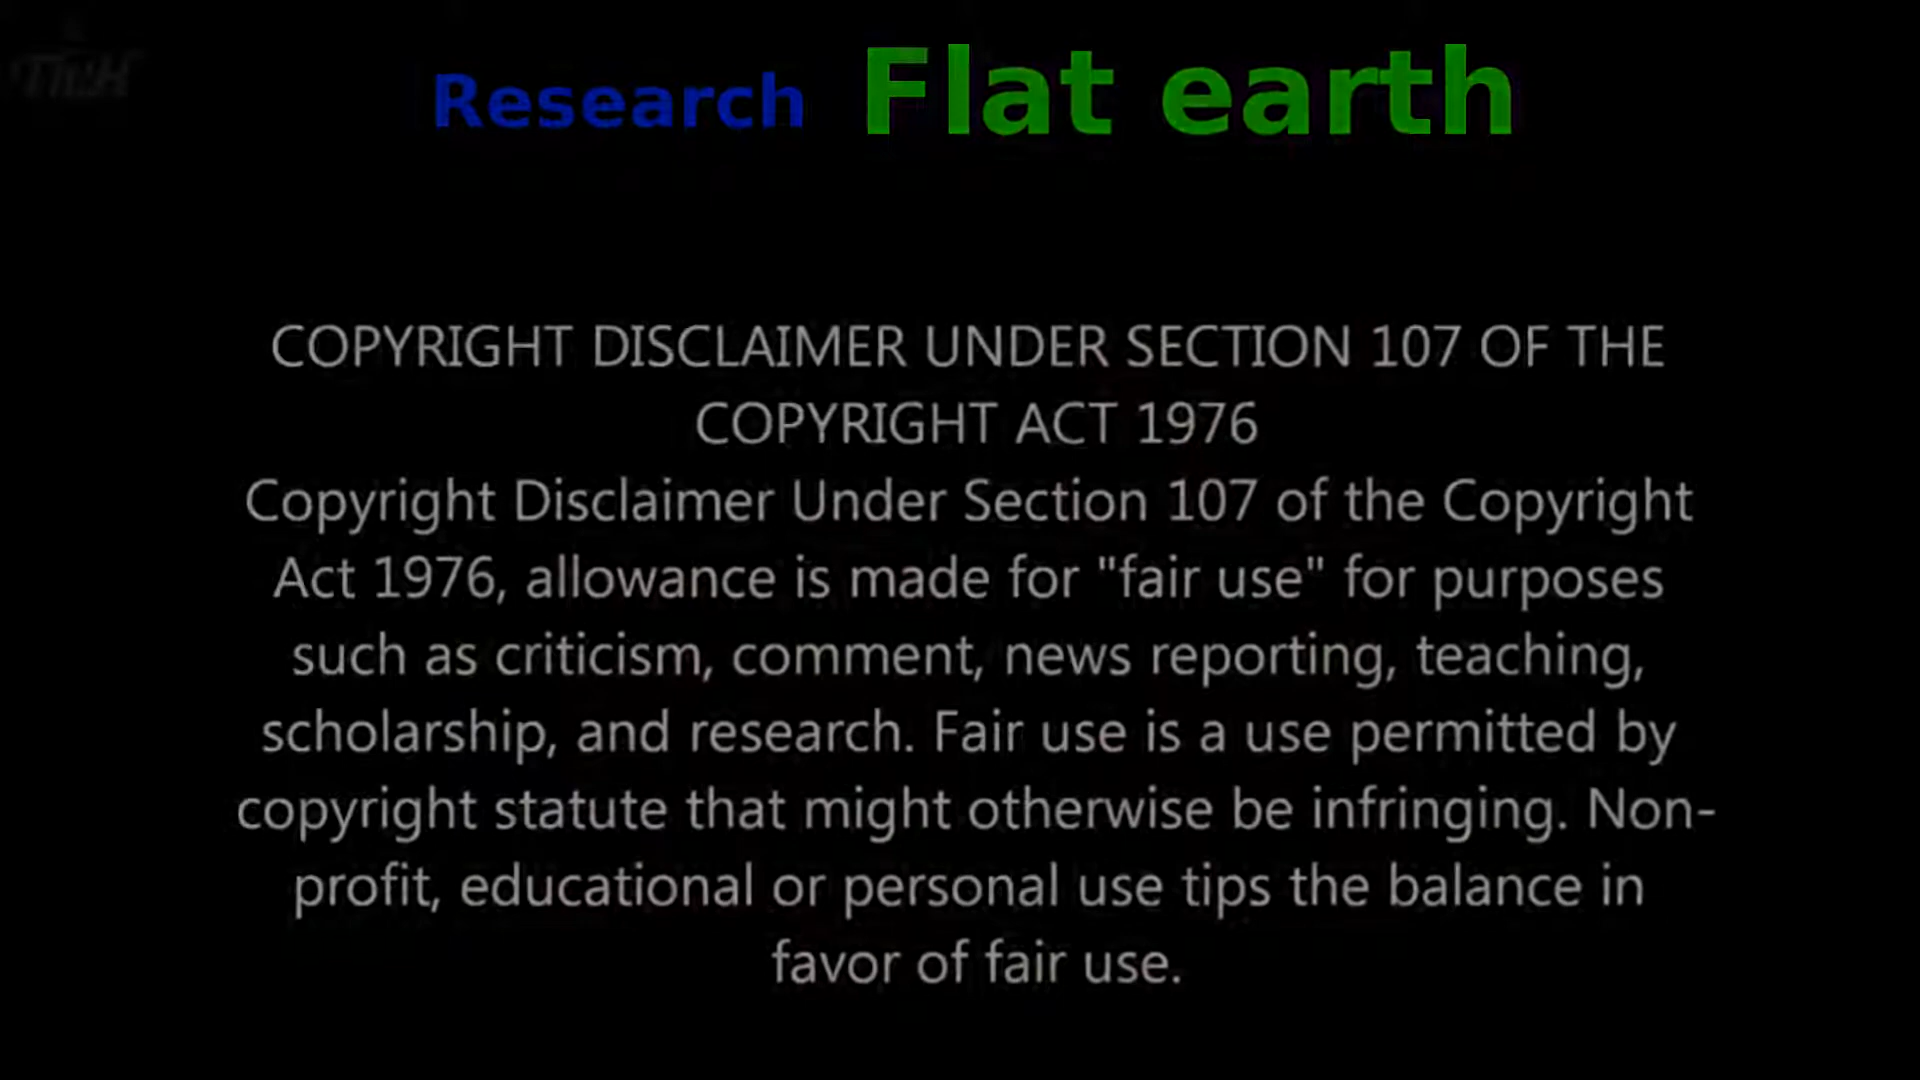 Research Flat earth
COPYRIGHT DISCLAIMER UNDER SECTION 107 OF THE
COPYRIGHT ACT 1976
Copyright Disclaimer Under Section 107 of the Copyright
Act 1976, allowance is made for "fair use" for purposes
such as criticism, comment, news reporting, teaching,
scholarship, and research. Fair use is a use permitted by
copyright statute that might otherwise be infringing. Non-
profit, educational or personal use tips the balance in
favor of fair use.